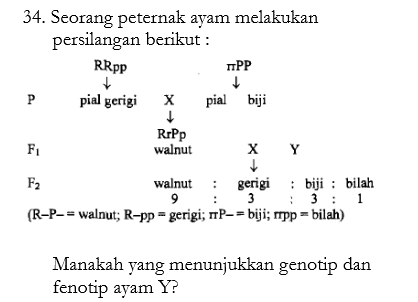 34. Seorang peternak ayam melakukan
persilangan berikut :
RRpp rrPP
↓ ↓
P pial gerigi X pial biji
↓
RrPp
F1 walnut X Y
↓
F2 walnut : gerigi : biji : bilah
9 : 3 : 3 : 1
(R–P– = walnut; R–pp = gerigi; rrP– = biji; rrpp = bilah)
Manakah yang menunjukkan genotip dan
fenotip ayam Y?